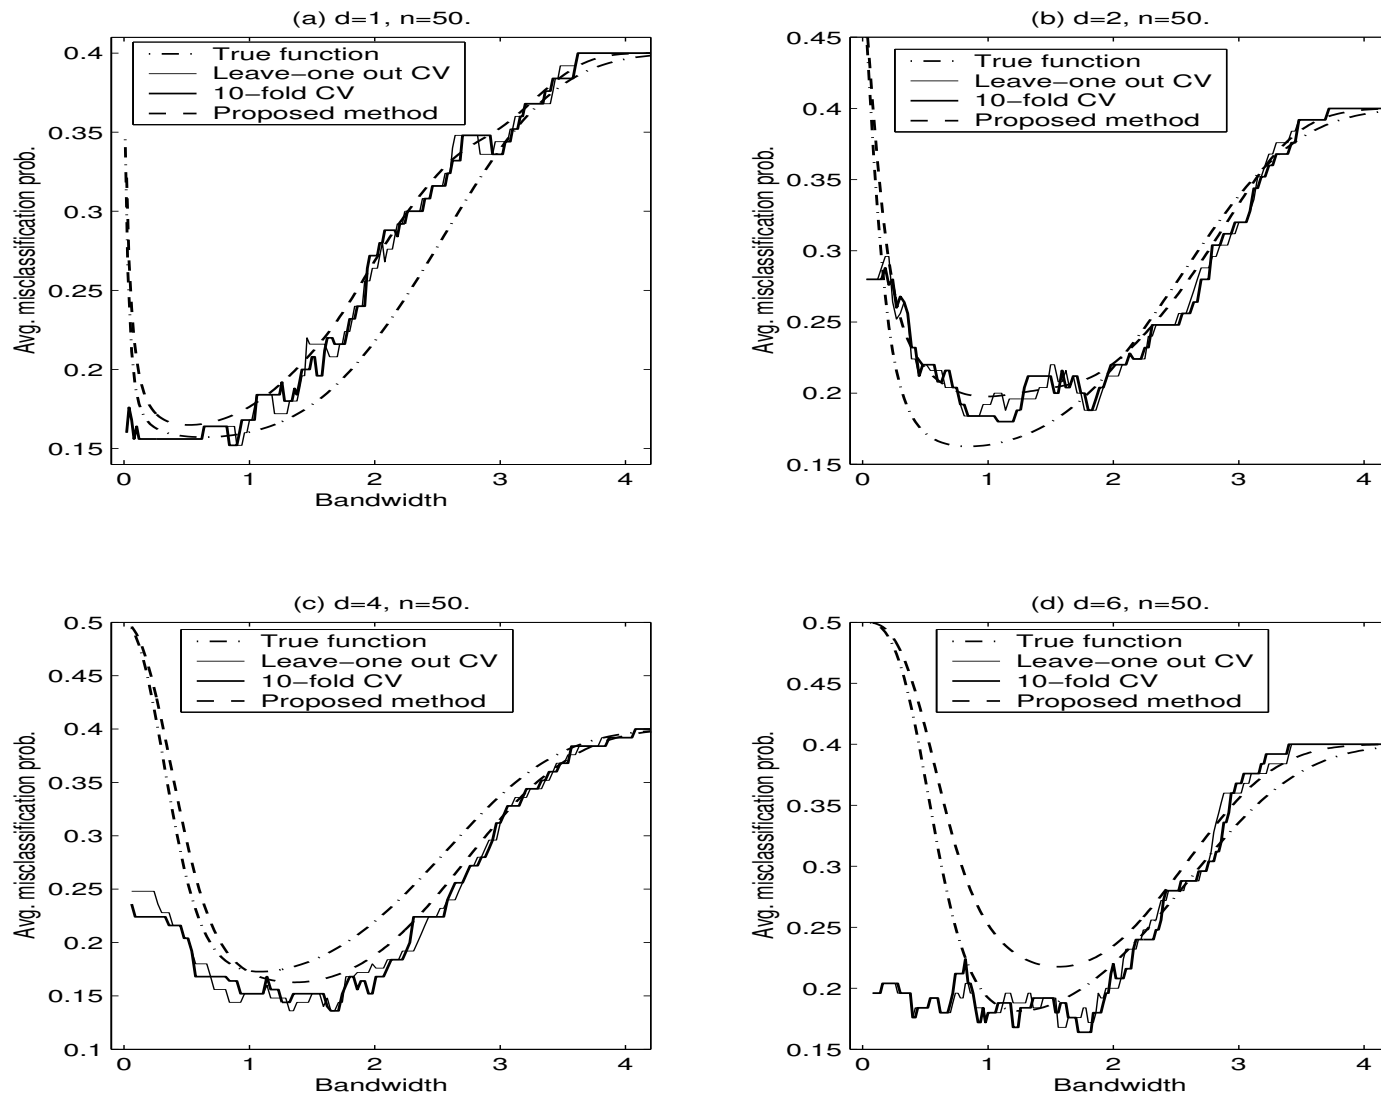 (a) d=1, n=50.
0.4
0.35
0.3
0.25
0.2
0.15
Avg. misclassification prob.
True function
Leave−one out CV
10−fold CV
Proposed method
0 1 2 3 4
Bandwidth
(b) d=2, n=50.
0.45
0.4
0.35
0.3
0.25
0.2
0.15
Avg. misclassification prob.
True function
Leave−one out CV
10−fold CV
Proposed method
0 1 2 3 4
(c) d=4, n=50.
0.5
0.45
0.4
0.35
0.3
0.25
0.2
0.15
0.1
Avg. misclassification prob.
True function
Leave−one out CV
10−fold CV
Proposed method
0 1 2 3 4
Bandwidth
(d) d=6, n=50.
0.5
0.45
0.4
0.35
0.3
0.25
0.2
0.15
Avg. misclassification prob.
True function
Leave−one out CV
10−fold CV
Proposed method
0 1 2 3 4
Bandwidth